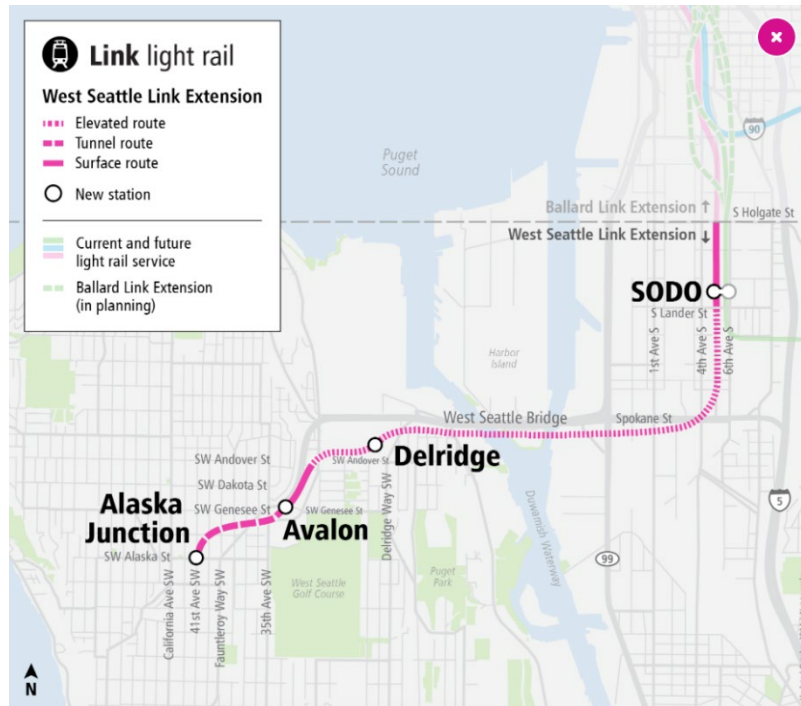 Link light rail
West Seattle Link Extension
Elevated route
Tunnel route
Surface route
New station
Current and future
light rail service
Ballard Link Extension
(in planning)
Puget
Sound
90
Ballard Link Extension ↑
S Holgate St
West Seattle Link Extension ↓
SODO
S Lander St
1st Ave S
4th Ave S
6th Ave S
Harbor
Island
West Seattle Bridge
Spokane St
SW Andover St
SW Andover St
Delridge
SW Dakota St
SW Genesee St
SW Genesee St
Avalon
Alaska
Junction
SW Alaska St
Delridge Way SW
Duwamish Waterway
5
99
West Seattle
Golf Course
Puget
Park
California Ave SW
41st Ave SW
Fauntleroy Way SW
35th Ave SW
N